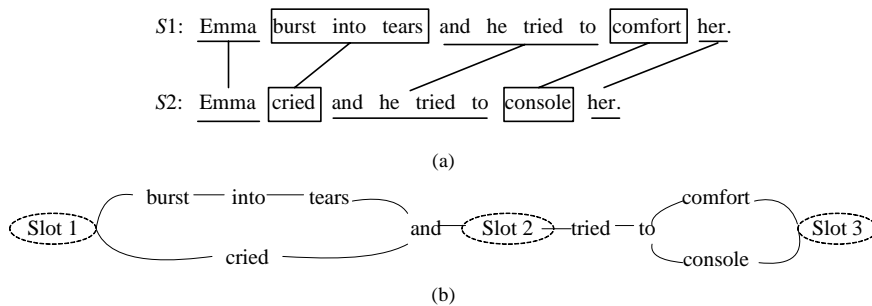 S1: Emma burst into tears and he tried to comfort her.
S2: Emma cried and he tried to console her.
(a)
burst into tears comfort
Slot 1 and Slot 2 tried to Slot 3
cried console
(b)